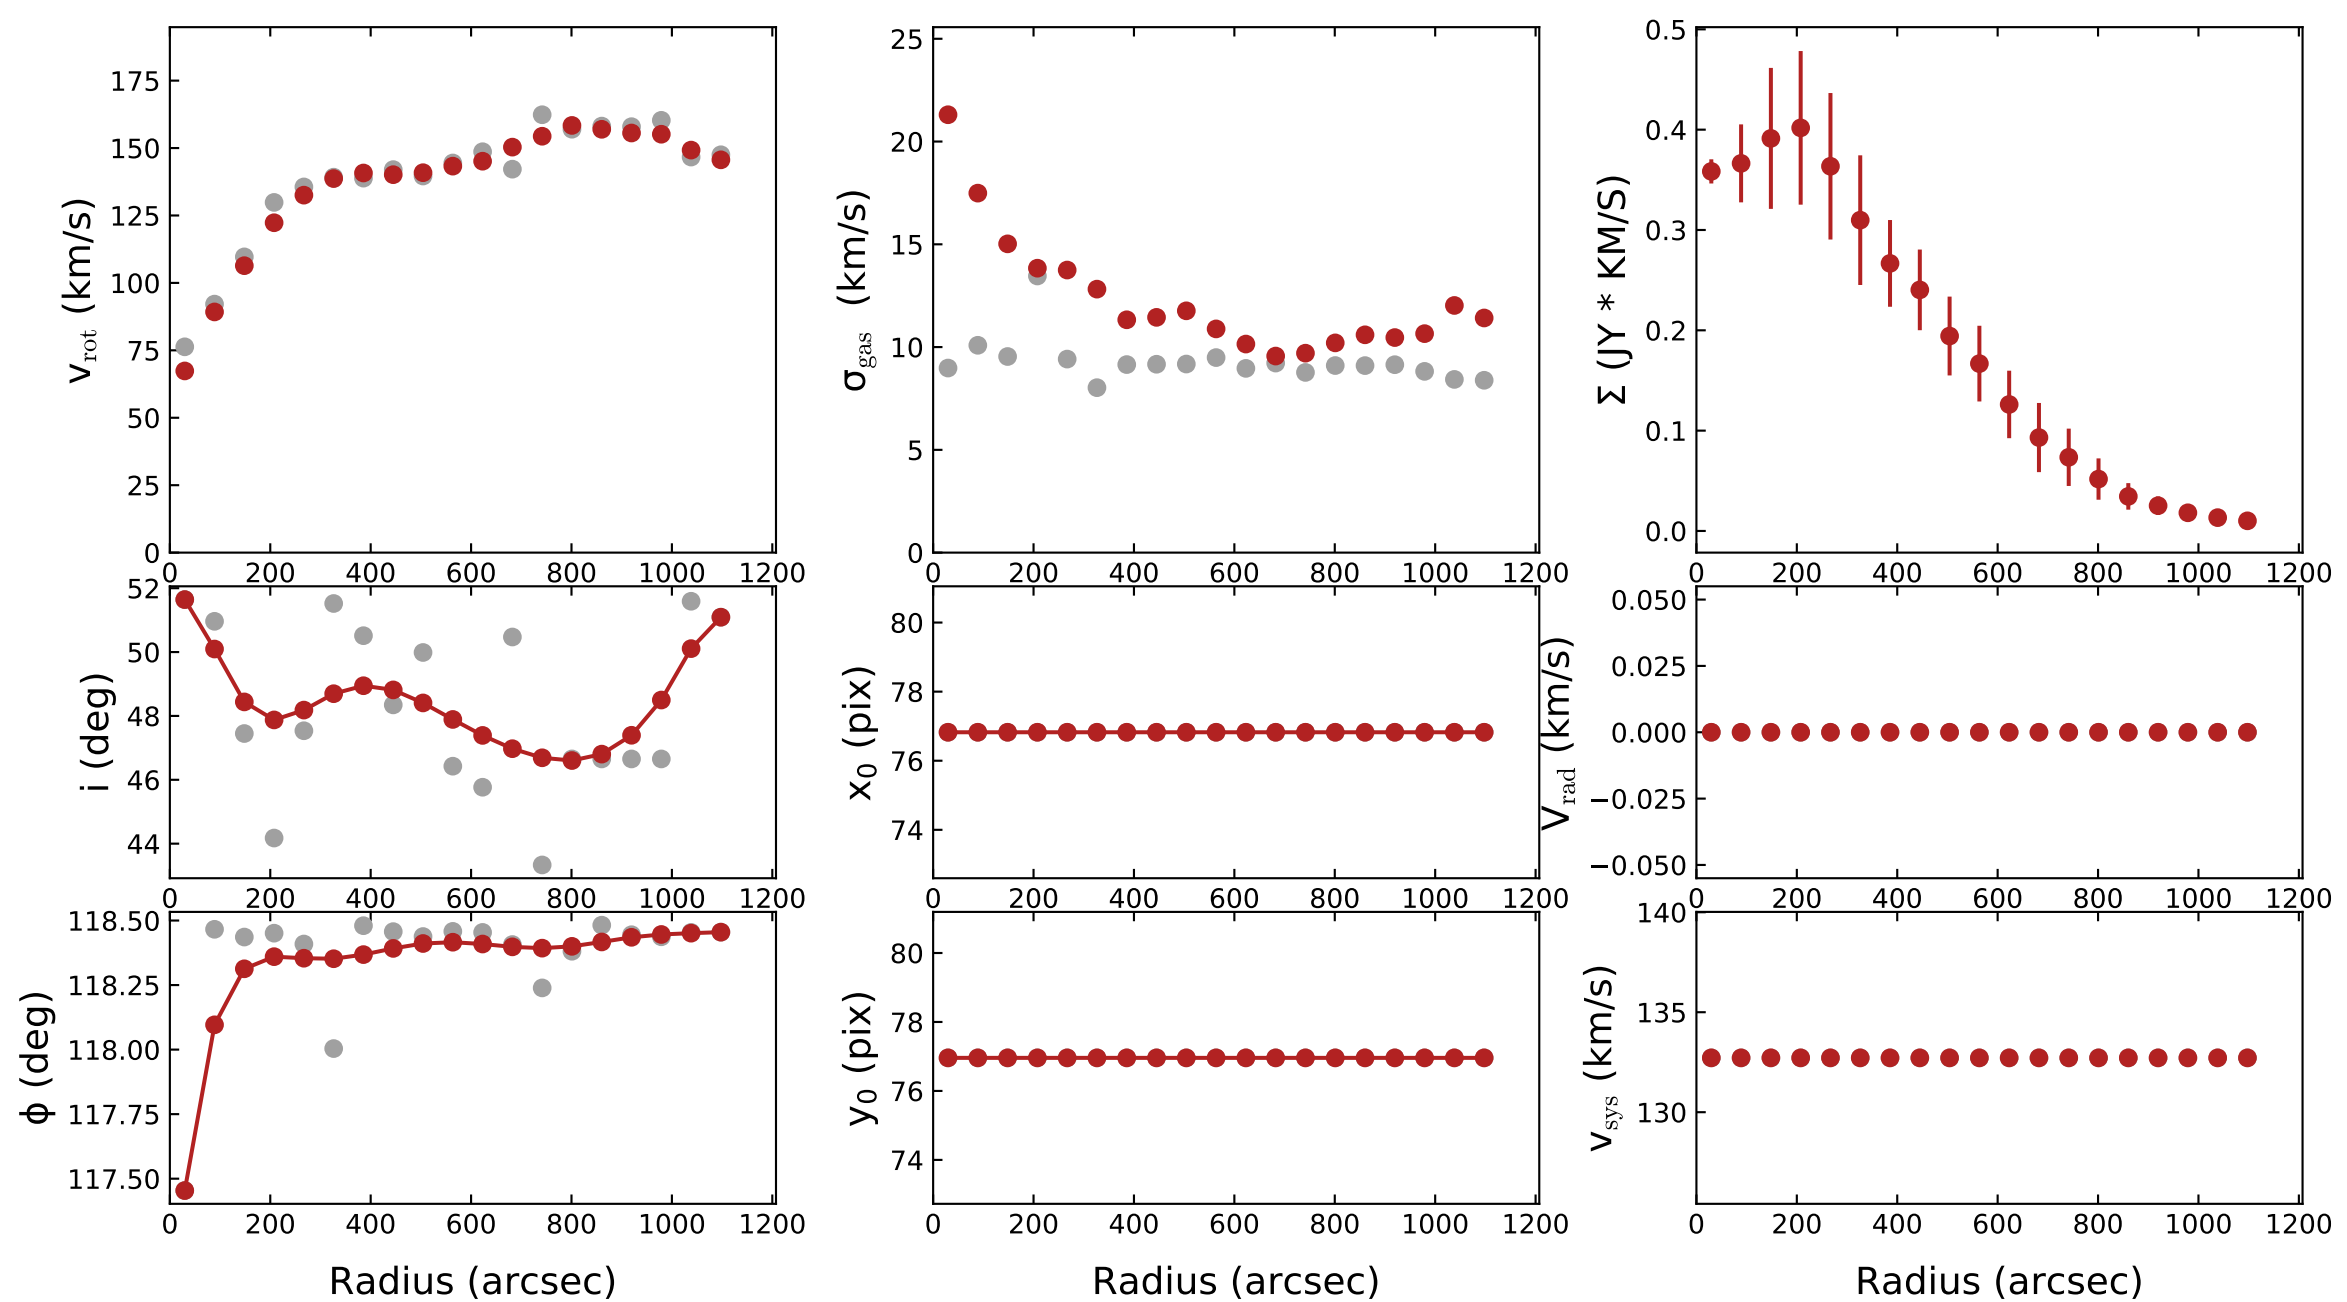 v_rot (km/s)
175
150
125
100
75
50
25
0
0 200 400 600 800 1000 1200
σ_gas (km/s)
25
20
15
10
5
0
0 200 400 600 800 1000 1200
Σ (JY * KM/S)
0.5
0.4
0.3
0.2
0.1
0.0
0 200 400 600 800 1000 1200
i (deg)
52
50
48
46
44
0 200 400 600 800 1000 1200
x_0 (pix)
80
78
76
74
0 200 400 600 800 1000 1200
V_rad (km/s)
0.050
0.025
0.000
−0.025
−0.050
0 200 400 600 800 1000 1200
ϕ (deg)
118.50
118.25
118.00
117.75
117.50
0 200 400 600 800 1000 1200
Radius (arcsec)
y_0 (pix)
80
78
76
74
0 200 400 600 800 1000 1200
Radius (arcsec)
v_sys (km/s)
140
135
130
0 200 400 600 800 1000 1200
Radius (arcsec)